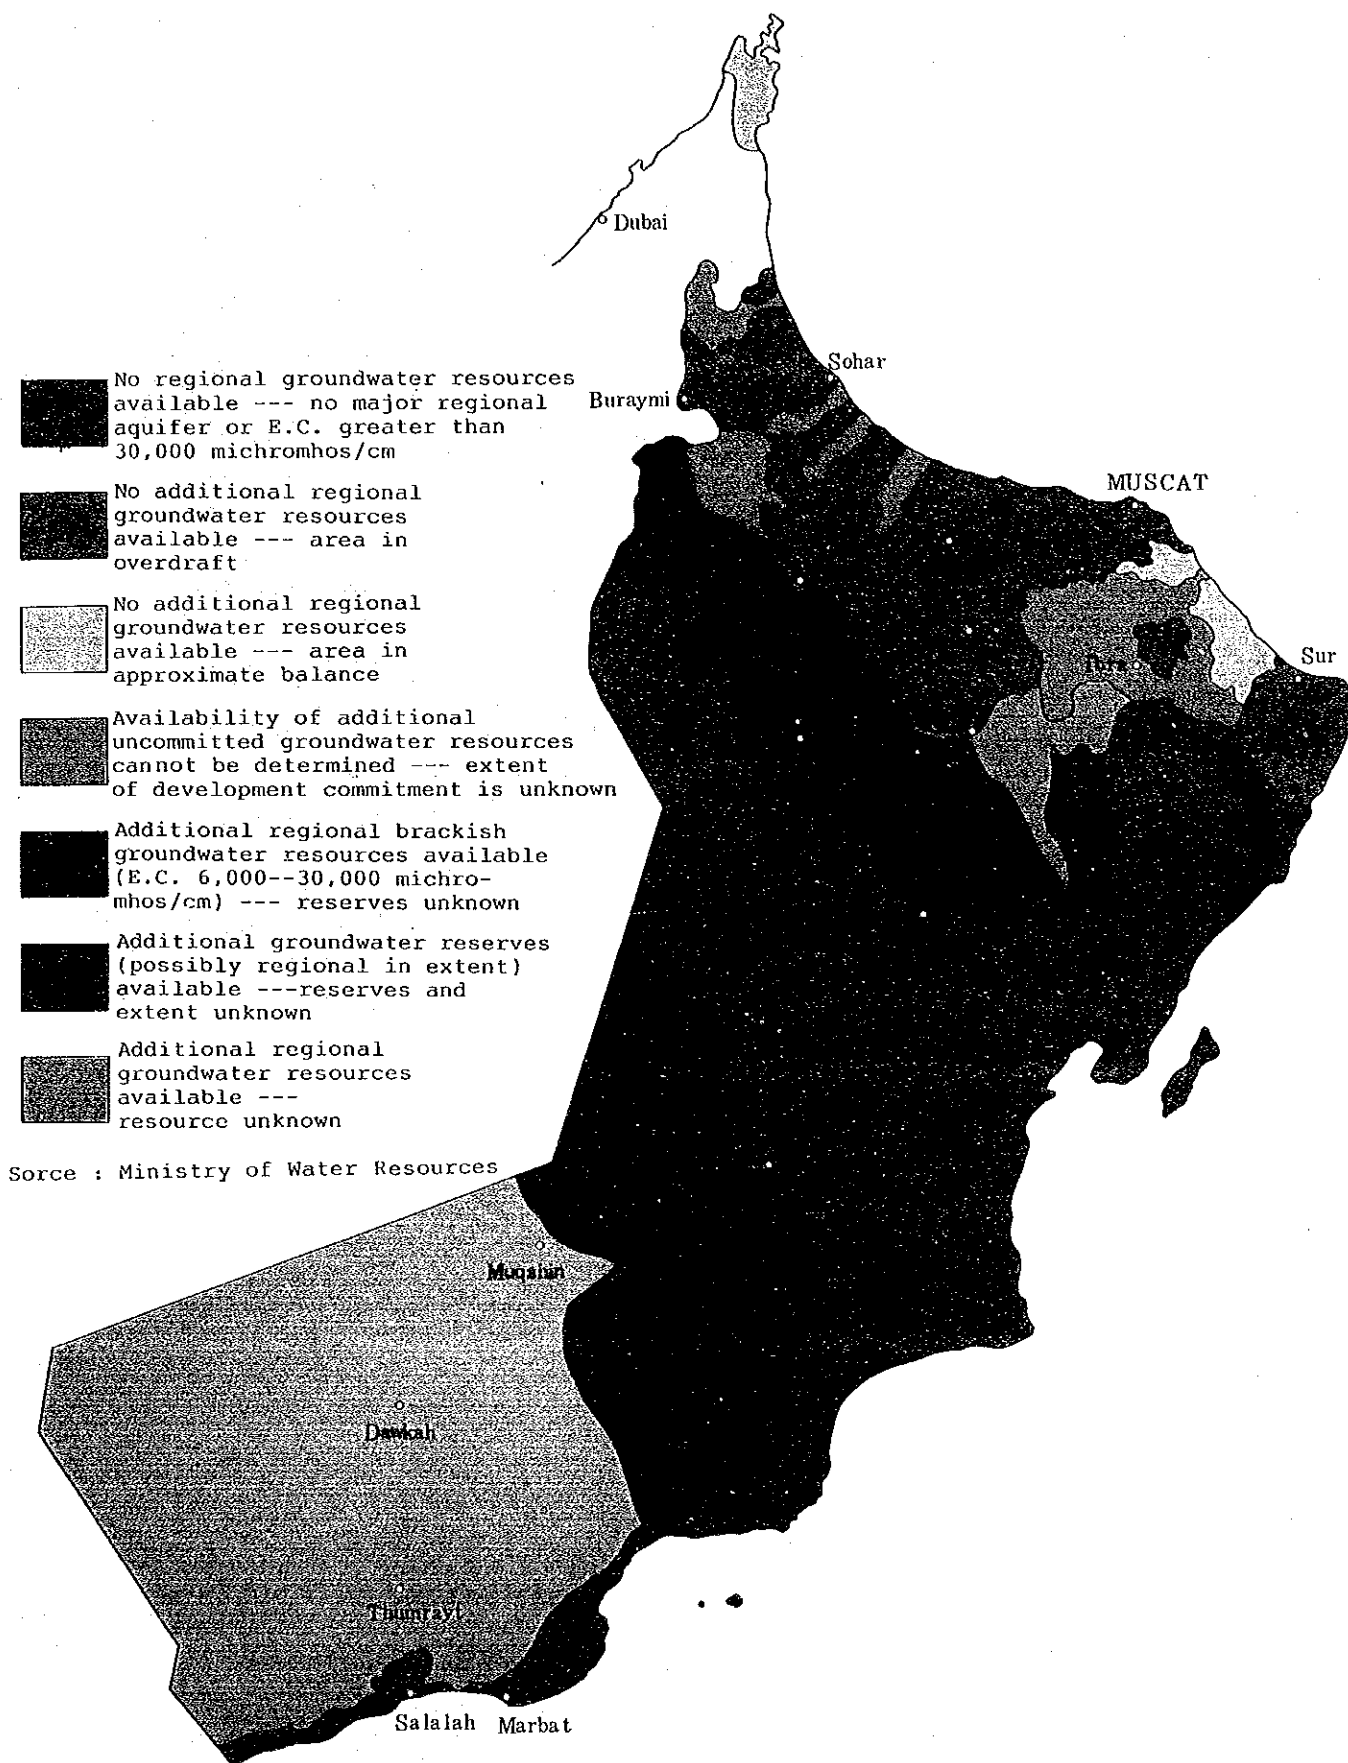 Dubai
Sohar
Buraymi
MUSCAT
Ibra
Sur
No regional groundwater resources
available --- no major regional
aquifer or E.C. greater than
30,000 michromhos/cm
No additional regional
groundwater resources
available --- area in
overdraft
No additional regional
groundwater resources
available --- area in
approximate balance
Availability of additional
uncommitted groundwater resources
cannot be determined --- extent
of development commitment is unknown
Additional regional brackish
groundwater resources available
(E.C. 6,000--30,000 michro-
mhos/cm) --- reserves unknown
Additional groundwater reserves
(possibly regional in extent)
available ---reserves and
extent unknown
Additional regional
groundwater resources
available ---
resource unknown
Sorce : Ministry of Water Resources
Muqshin
Dawkah
Thumrayt
Salalah
Marbat